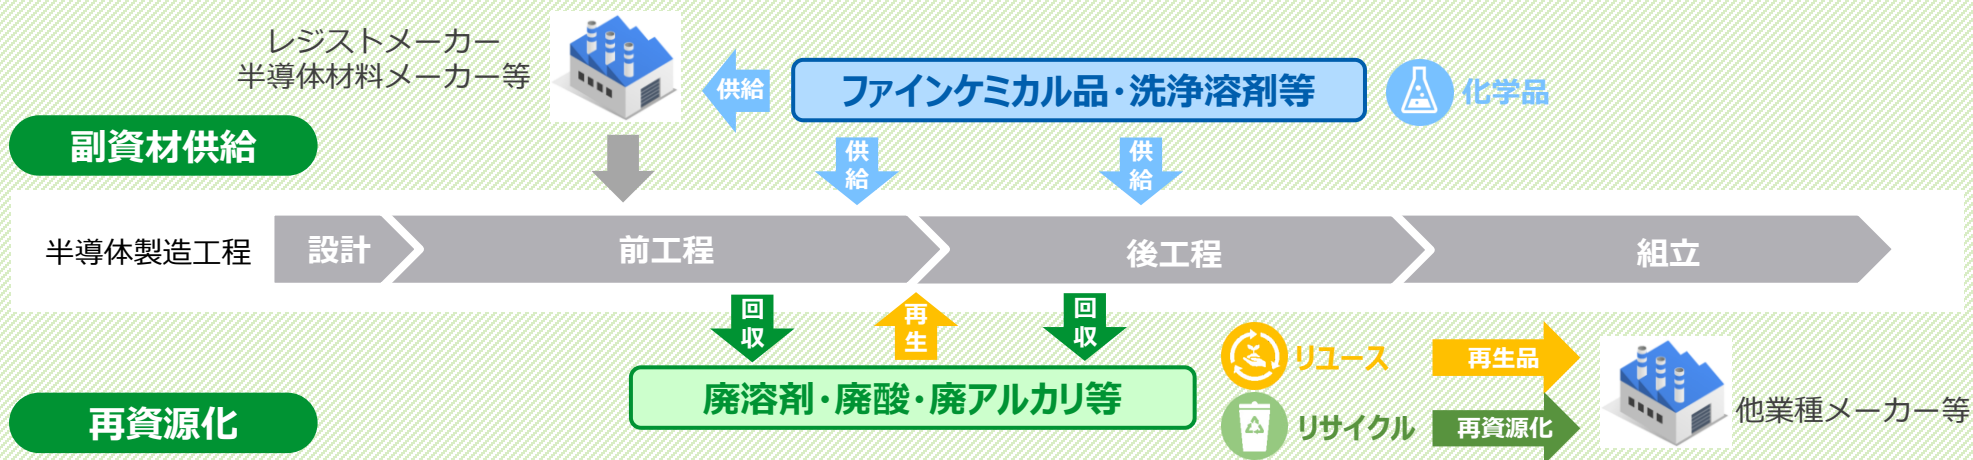 レジストメーカー
半導体材料メーカー等
供給
ファインケミカル品・洗浄溶剤等
化学品
副資材供給
供給
供給
半導体製造工程
設計
前工程
後工程
組立
回収
再生
回収
リユース
再生品
廃溶剤・廃酸・廃アルカリ等
他業種メーカー等
再資源化
リサイクル
再資源化